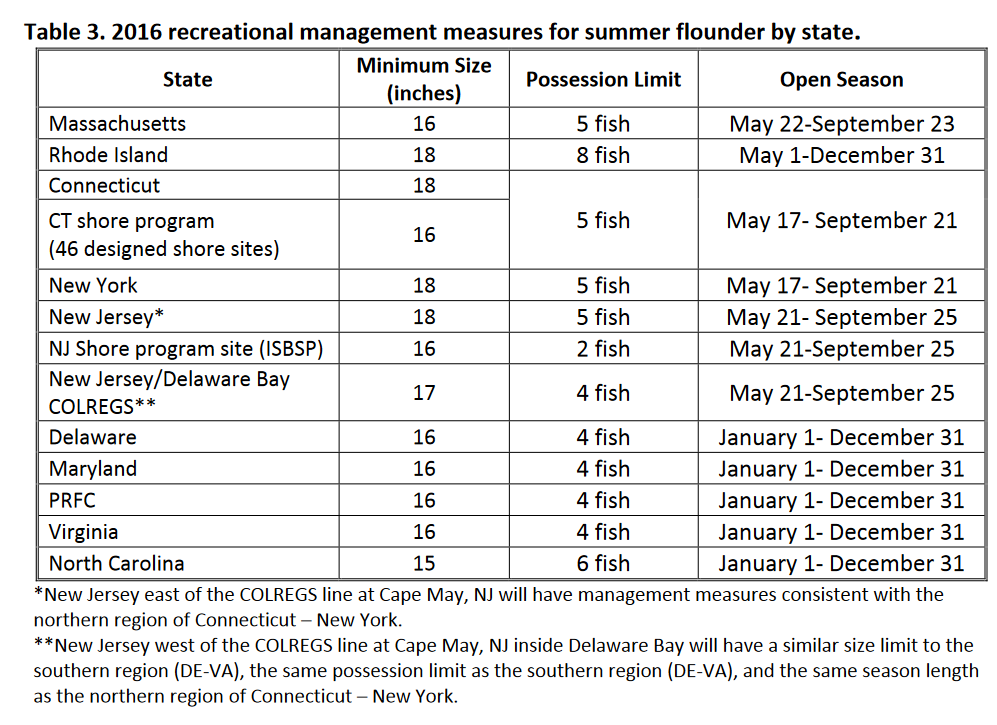 Table 3. 2016 recreational management measures for summer flounder by state.
State Minimum Size (inches) Possession Limit Open Season
Massachusetts 16 5 fish May 22-September 23
Rhode Island 18 8 fish May 1-December 31
Connecticut 18
CT shore program
(46 designed shore sites) 16 5 fish May 17- September 21
New York 18 5 fish May 17- September 21
New Jersey* 18 5 fish May 21- September 25
NJ Shore program site (ISBSP) 16 2 fish May 21-September 25
New Jersey/Delaware Bay
COLREGS** 17 4 fish May 21-September 25
Delaware 16 4 fish January 1- December 31
Maryland 16 4 fish January 1- December 31
PRFC 16 4 fish January 1- December 31
Virginia 16 4 fish January 1- December 31
North Carolina 15 6 fish January 1- December 31
*New Jersey east of the COLREGS line at Cape May, NJ will have management measures consistent with the
northern region of Connecticut – New York.
**New Jersey west of the COLREGS line at Cape May, NJ inside Delaware Bay will have a similar size limit to the
southern region (DE-VA), the same possession limit as the southern region (DE-VA), and the same season length
as the northern region of Connecticut – New York.